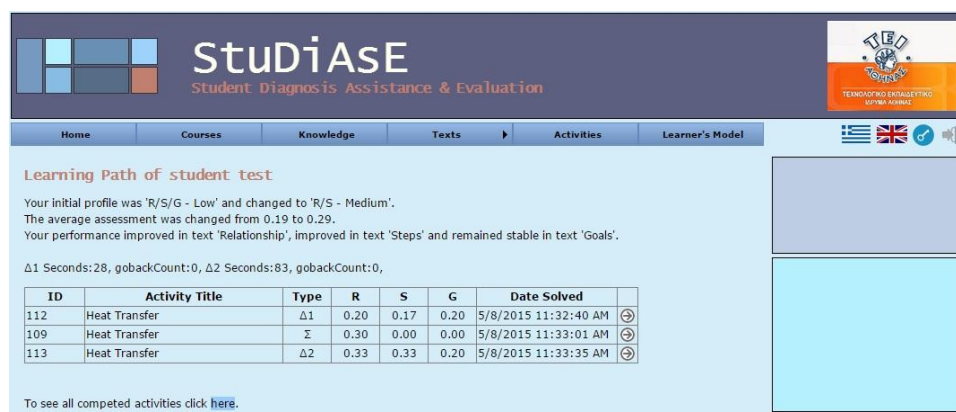 StuDiAsE
Student Diagnosis Assistance & Evaluation
ΤΕΙ
ΑΘΗΝΑΣ
ΤΕΧΝΟΛΟΓΙΚΟ ΕΚΠΑΙΔΕΥΤΙΚΟ
ΙΔΡΥΜΑ ΑΘΗΝΑΣ
Home Courses Knowledge Texts Activities Learner's Model
Learning Path of student test
Your initial profile was 'R/S/G - Low' and changed to 'R/S - Medium'.
The average assessment was changed from 0.19 to 0.29.
Your performance improved in text 'Relationship', improved in text 'Steps' and remained stable in text 'Goals'.
Δ1 Seconds:28, gobackCount:0, Δ2 Seconds:83, gobackCount:0,
ID Activity Title Type R S G Date Solved
112 Heat Transfer Δ1 0.20 0.17 0.20 5/8/2015 11:32:40 AM
109 Heat Transfer Σ 0.30 0.00 0.00 5/8/2015 11:33:01 AM
113 Heat Transfer Δ2 0.33 0.33 0.20 5/8/2015 11:33:35 AM
To see all competed activities click here.